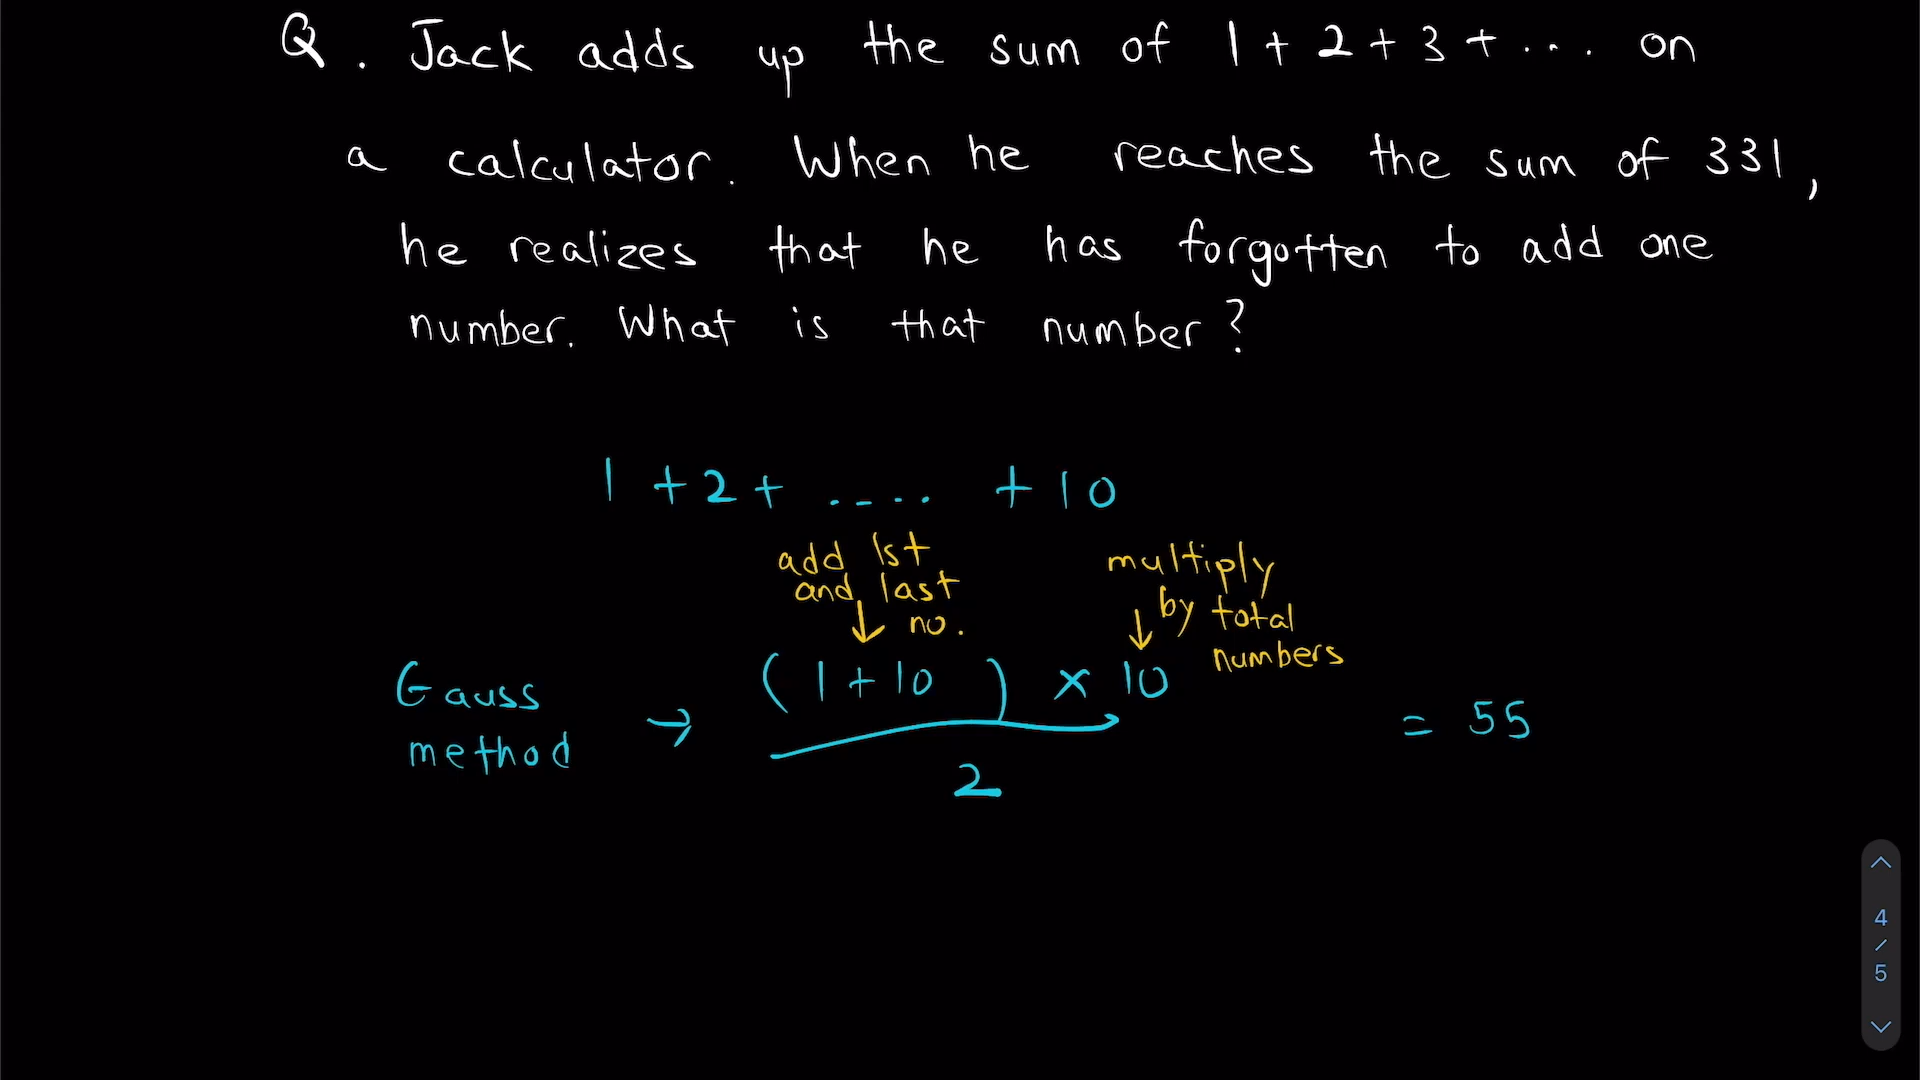 Q. Jack adds up the sum of 1 + 2 + 3 + .... on
a calculator. When he reaches the sum of 331,
he realizes that he has forgotten to add one
number. What is that number?
1 + 2 + .... + 10
add 1st
and last
no.
multiply
by total
numbers
Gauss
method → (1 + 10) × 10
2
= 55
4
/
5